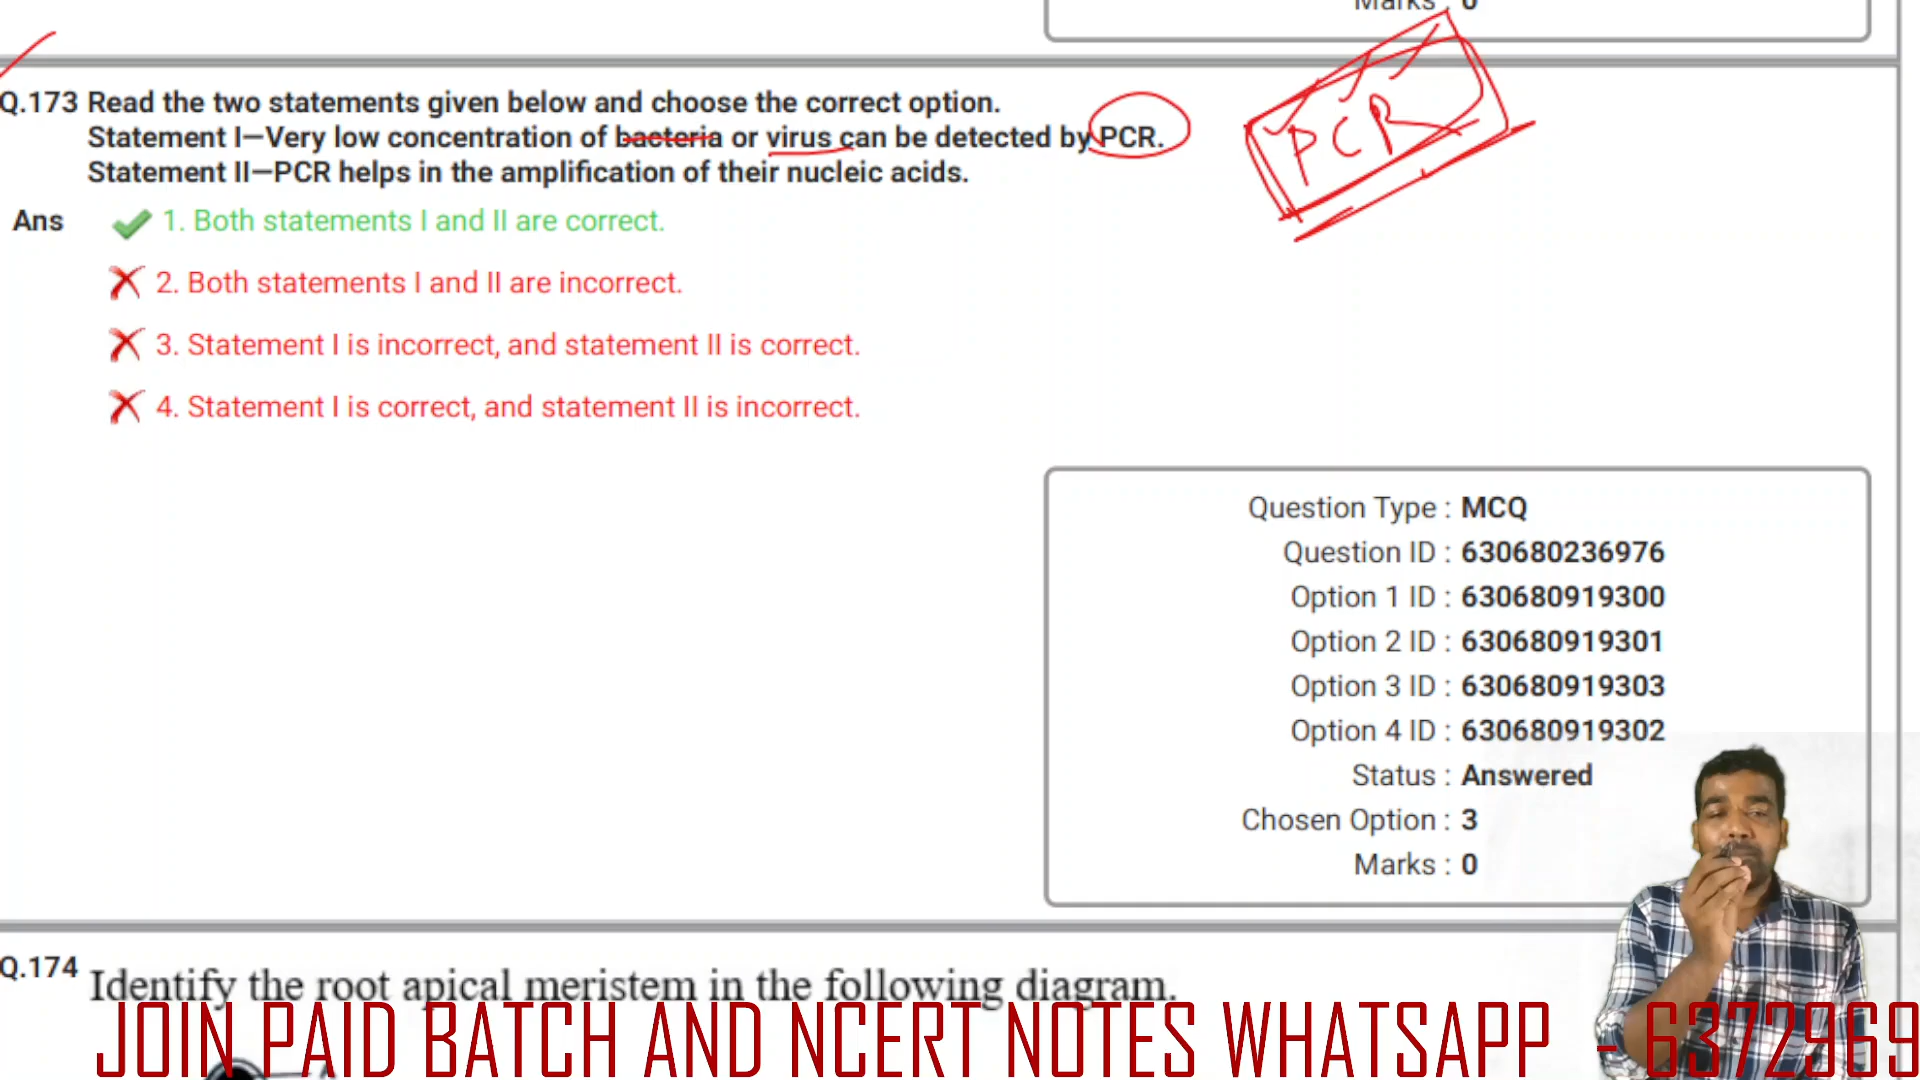 Marks : 0
Q.173 Read the two statements given below and choose the correct option.
Statement I—Very low concentration of bacteria or virus can be detected by PCR.
PCR
Statement II—PCR helps in the amplification of their nucleic acids.
Ans 1. Both statements I and II are correct.
2. Both statements I and II are incorrect.
3. Statement I is incorrect, and statement II is correct.
4. Statement I is correct, and statement II is incorrect.
Question Type : MCQ
Question ID : 630680236976
Option 1 ID : 630680919300
Option 2 ID : 630680919301
Option 3 ID : 630680919303
Option 4 ID : 630680919302
Status : Answered
Chosen Option : 3
Marks : 0
Q.174 Identify the root apical meristem in the following diagram.
JOIN PAID BATCH AND NCERT NOTES WHATSAPP - 6372969